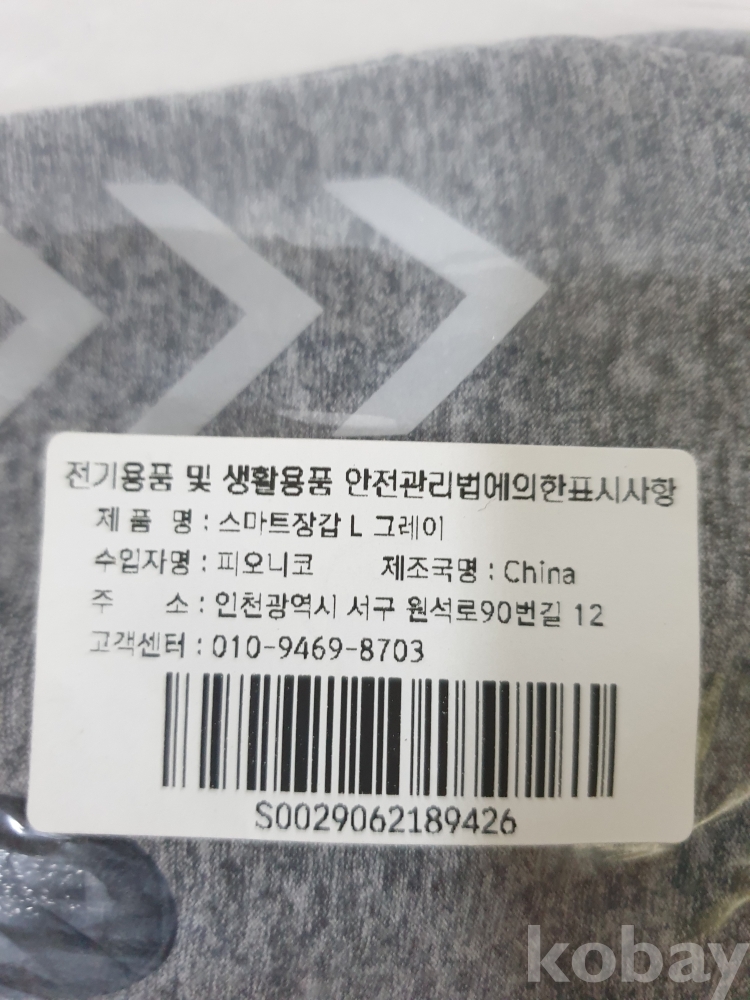 전기용품 및 생활용품 안전관리법에의한표시사항
제 품 명 : 스마트장갑 L 그레이
수입자명 : 피오니코 제조국명 : China
주 소 : 인천광역시 서구 원석로90번길 12
고객센터 : 010-9469-8703
S0029062189426
kobay